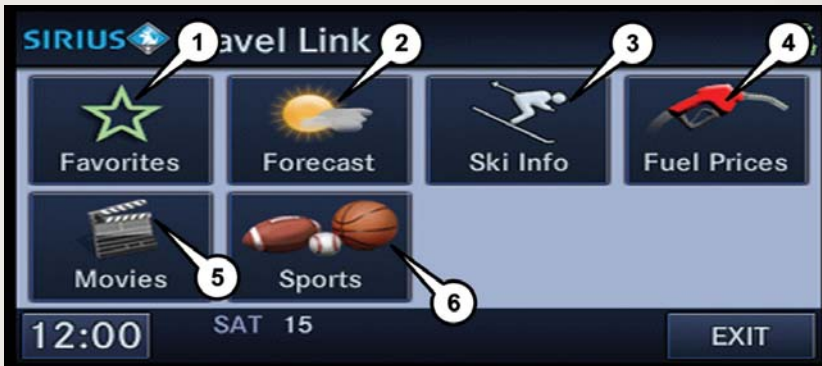 SIRIUS avel Link
1 2 3 4
Favorites Forecast Ski Info Fuel Prices
5 6
Movies Sports
12:00 SAT 15 EXIT